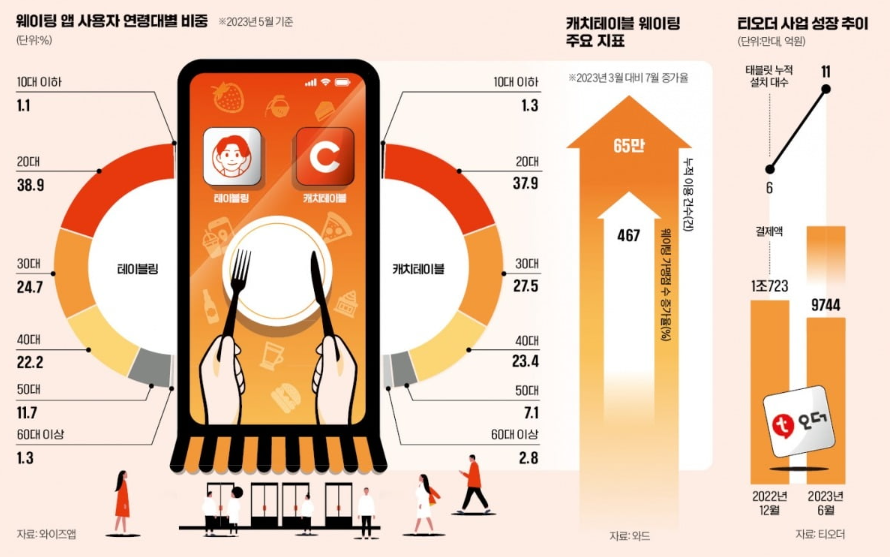 웨이팅 앱 사용자 연령대별 비중 ※2023년 5월 기준
(단위:%)
10대 이하
1.1
20대
38.9
30대
24.7
40대
22.2
50대
11.7
60대 이상
1.3
테이블링
C
테이블링
캐치테이블
10대 이하
1.3
20대
37.9
30대
27.5
40대
23.4
50대
7.1
60대 이상
2.8
캐치테이블
자료: 와이즈앱
캐치테이블 웨이팅
주요 지표
※2023년 3월 대비 7월 증가율
65만
누적 이용 건수(건)
467
웨이팅 가맹점 수 증가율(%)
자료: 와드
티오더 사업 성장 추이
(단위:만대, 억원)
태블릿 누적
설치 대수
11
6
결제액
1조723
9744
t 오더
2022년
12월
2023년
6월
자료: 티오더